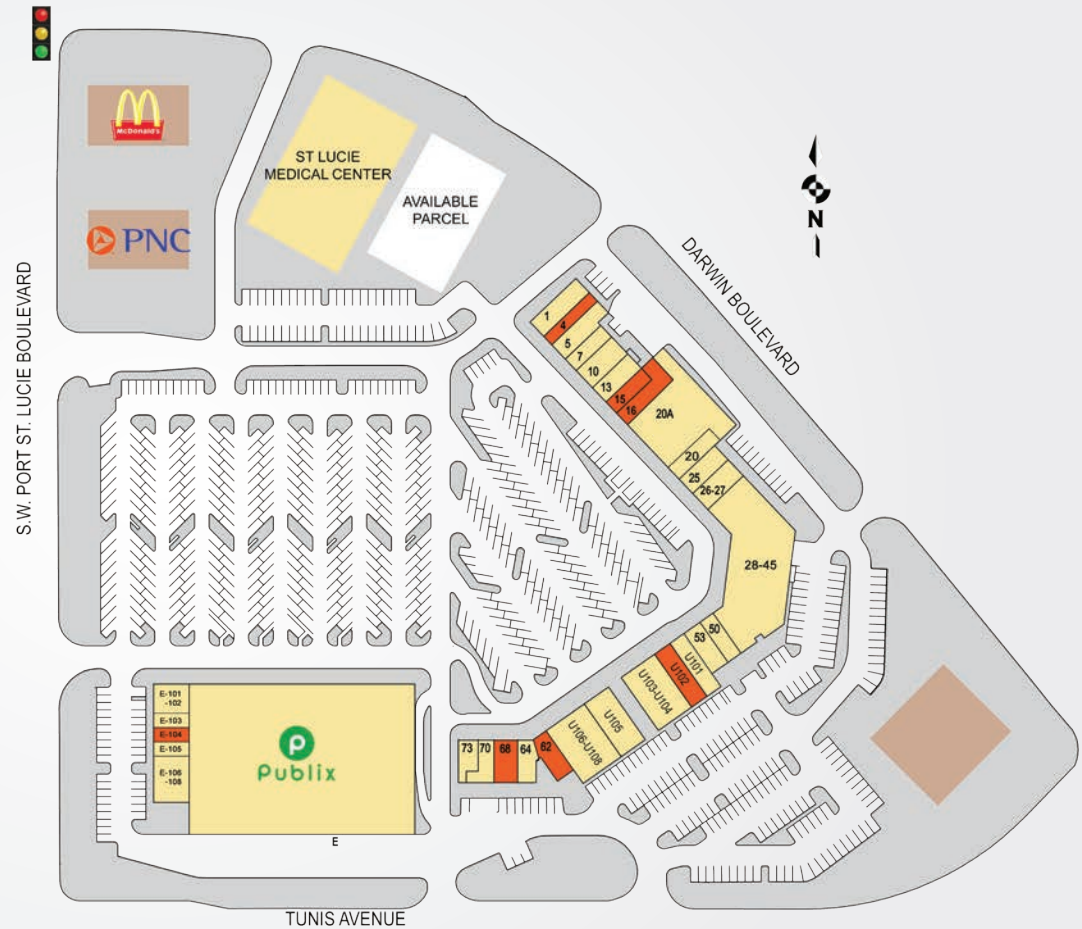 McDonald's
ST LUCIE
MEDICAL CENTER
AVAILABLE
PARCEL
PNC
N
S.W. PORT ST. LUCIE BOULEVARD
DARWIN BOULEVARD
1
4
5
7
10
13
15
16
20A
20
25
26-27
28-45
50
53
U101
U102
U103-U104
U105
U106-U108
62
64
68
70
73
E-101
-102
E-103
E-104
E-105
E-106
-108
Publix
E
TUNIS AVENUE